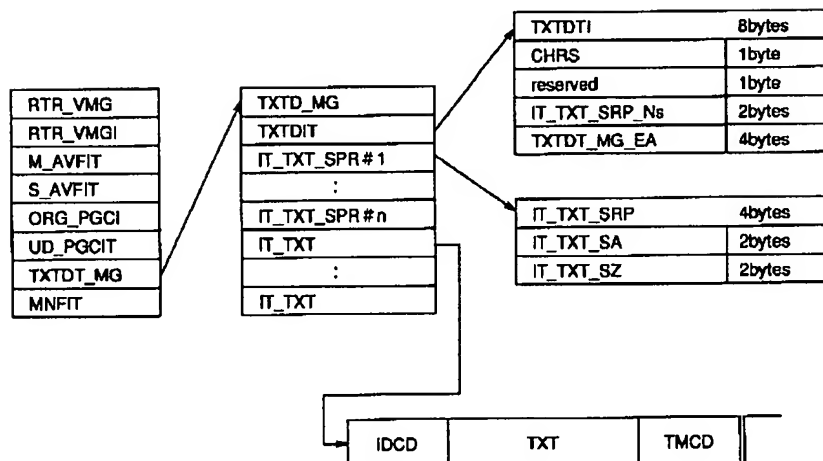 RTR_VMG
RTR_VMGI
M_AVFIT
S_AVFIT
ORG_PGCI
UD_PGCIT
TXTDT_MG
MNFIT
TXTD_MG
TXTDIT
IT_TXT_SPR#1
:
IT_TXT_SPR#n
IT_TXT
:
IT_TXT
TXTDTI 8bytes
CHRS 1byte
reserved 1byte
IT_TXT_SRP_Ns 2bytes
TXTDT_MG_EA 4bytes
IT_TXT_SRP 4bytes
IT_TXT_SA 2bytes
IT_TXT_SZ 2bytes
IDCD TXT TMCD